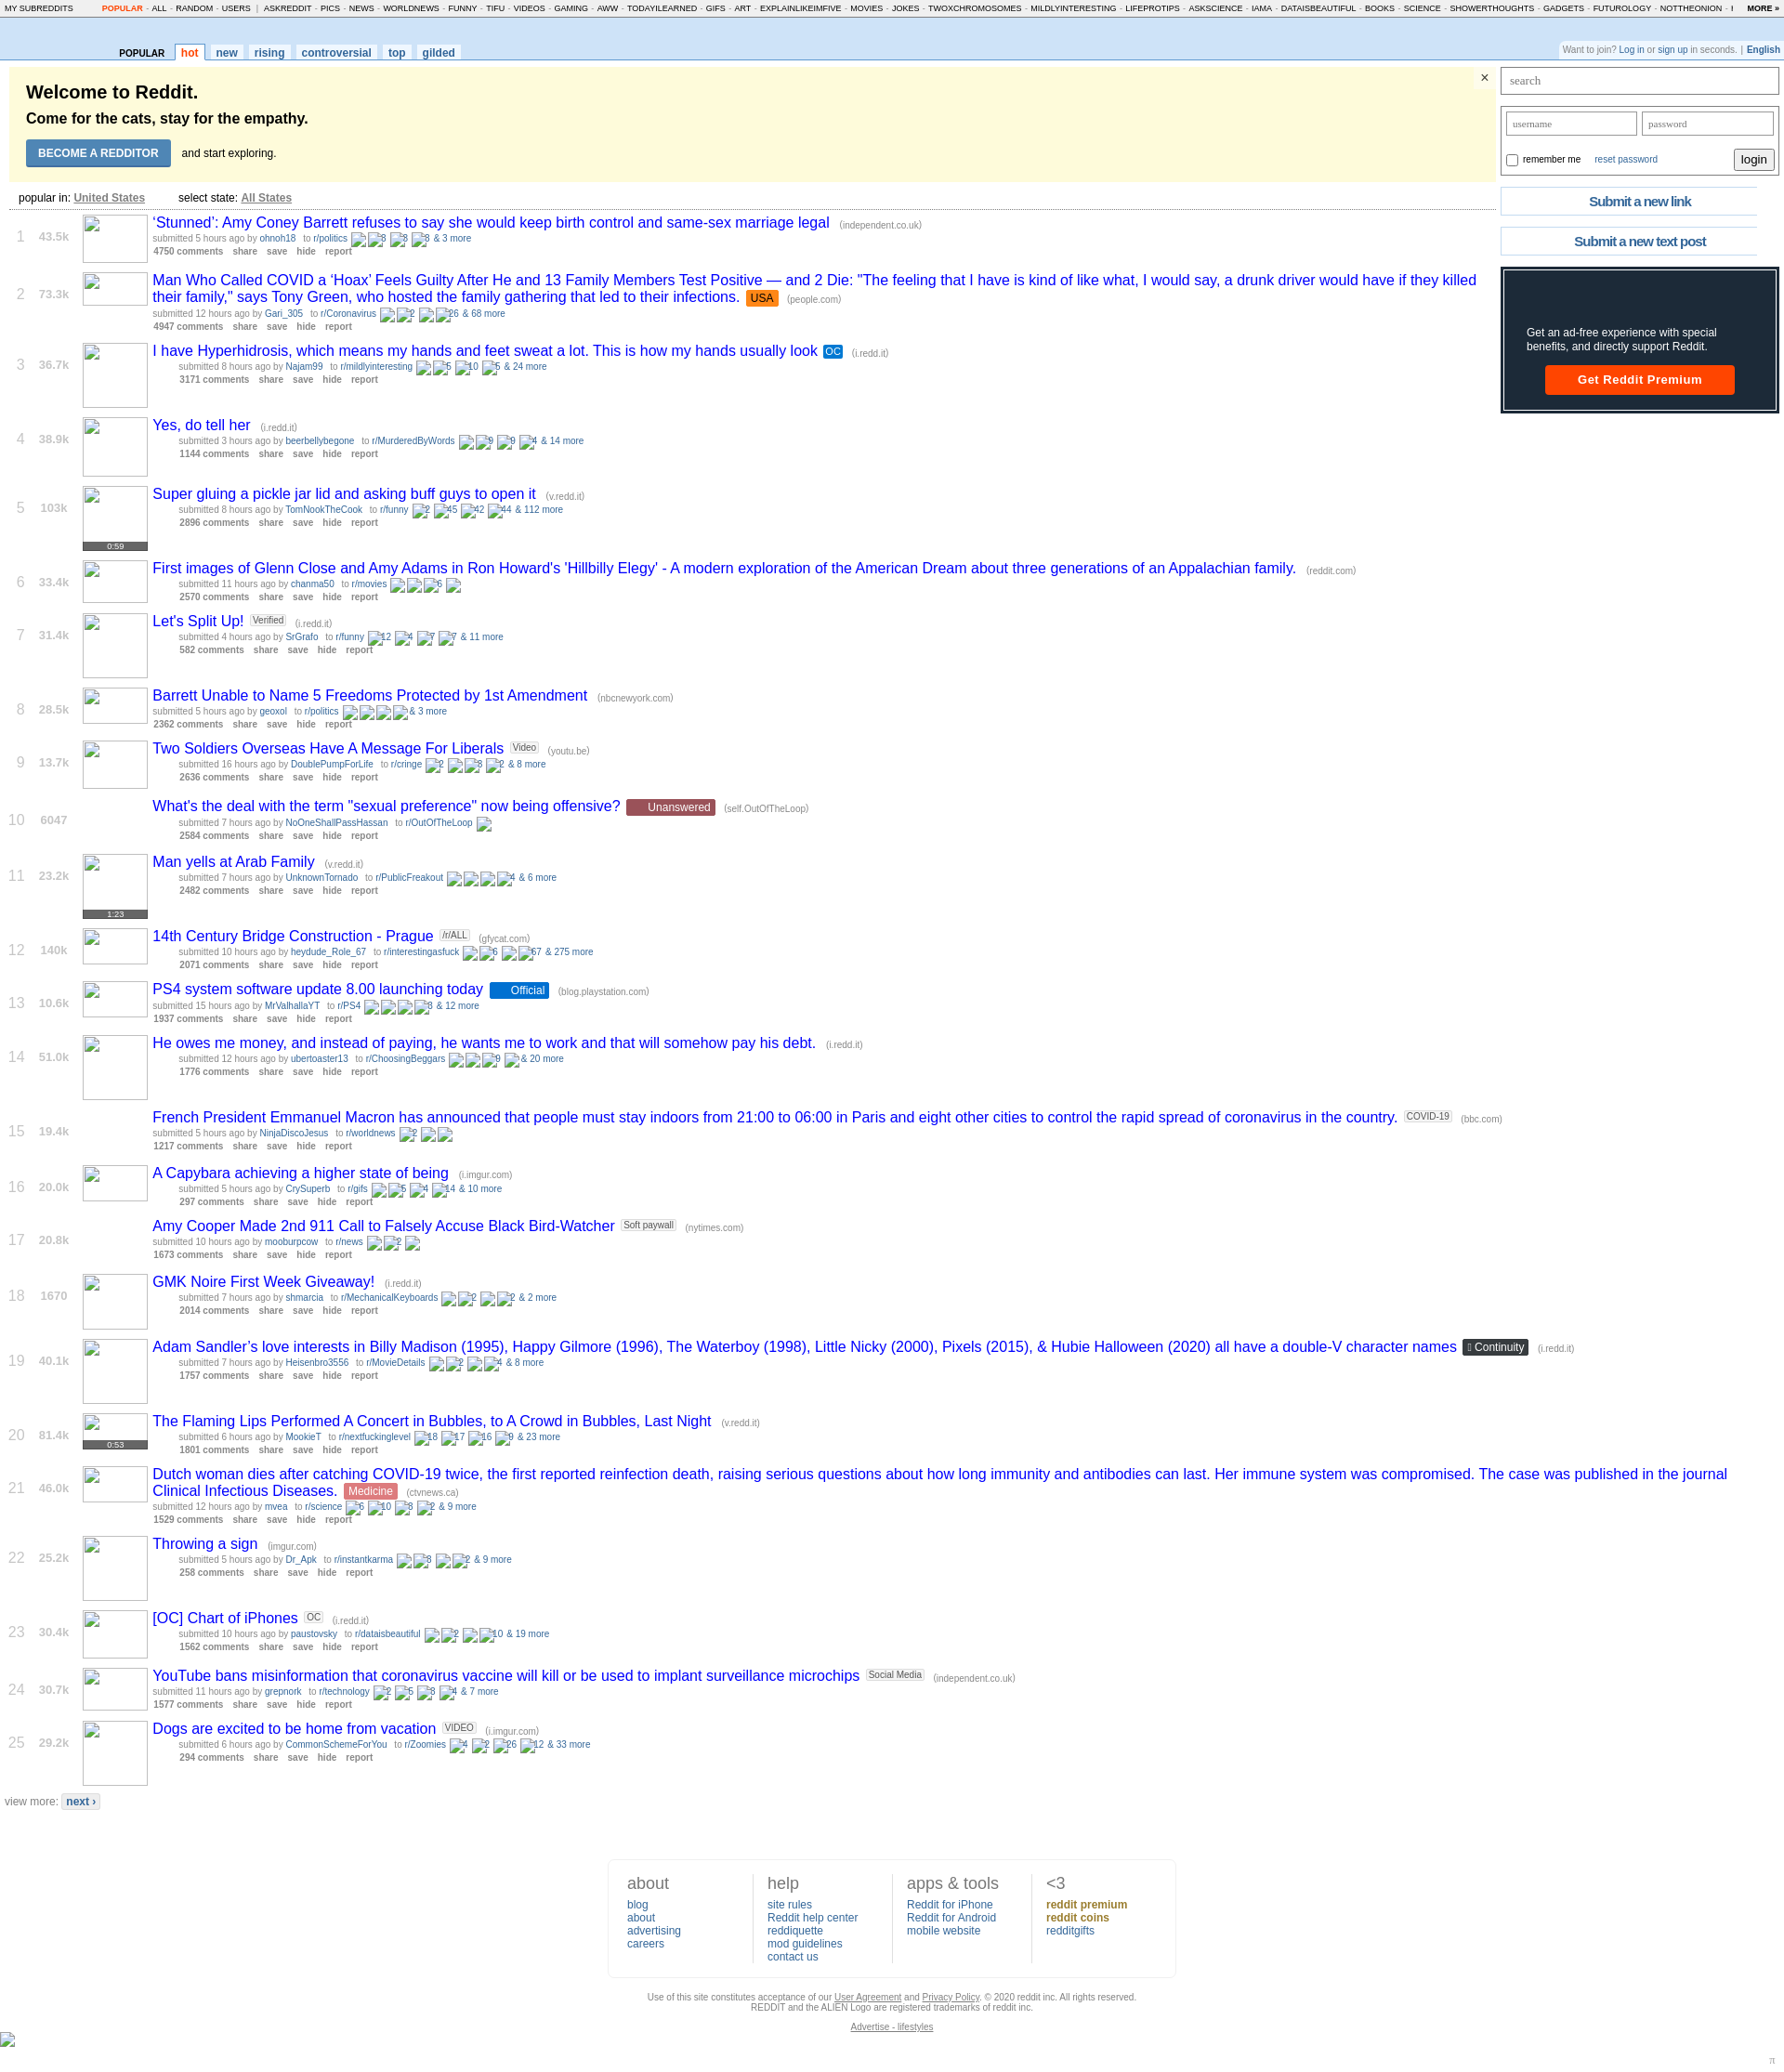 MY SUBREDDITS POPULAR - ALL - RANDOM - USERS | ASKREDDIT - PICS - NEWS - WORLDNEWS - FUNNY - TIFU - VIDEOS - GAMING - AWW - TODAYILEARNED - GIFS - ART - EXPLAINLIKEIMFIVE - MOVIES - JOKES - TWOXCHROMOSOMES - MILDLYINTERESTING - LIFEPROTIPS - ASKSCIENCE - IAMA - DATAISBEAUTIFUL - BOOKS - SCIENCE - SHOWERTHOUGHTS - GADGETS - FUTUROLOGY - NOTTHEONION - MORE »
POPULAR hot new rising controversial top gilded
Want to join? Log in or sign up in seconds. | English
Welcome to Reddit.
Come for the cats, stay for the empathy.
BECOME A REDDITOR and start exploring.
×
search
username password
remember me reset password login
Submit a new link
Submit a new text post
Get an ad-free experience with special
benefits, and directly support Reddit.
Get Reddit Premium
popular in: United States select state: All States
1 43.5k ‘Stunned’: Amy Coney Barrett refuses to say she would keep birth control and same-sex marriage legal (independent.co.uk)
submitted 5 hours ago by ohnoh18 to r/politics 3 3 3 & 3 more
4750 comments share save hide report
2 73.3k Man Who Called COVID a ‘Hoax’ Feels Guilty After He and 13 Family Members Test Positive — and 2 Die: "The feeling that I have is kind of like what, I would say, a drunk driver would have if they killed
their family," says Tony Green, who hosted the family gathering that led to their infections. USA (people.com)
submitted 12 hours ago by Gari_305 to r/Coronavirus 2 26 & 68 more
4947 comments share save hide report
3 36.7k I have Hyperhidrosis, which means my hands and feet sweat a lot. This is how my hands usually look OC (i.redd.it)
submitted 8 hours ago by Najam99 to r/mildlyinteresting 5 10 5 & 24 more
3171 comments share save hide report
4 38.9k Yes, do tell her (i.redd.it)
submitted 3 hours ago by beerbellybegone to r/MurderedByWords 9 9 4 & 14 more
1144 comments share save hide report
5 103k Super gluing a pickle jar lid and asking buff guys to open it (v.redd.it)
submitted 8 hours ago by TomNookTheCook to r/funny 2 45 42 44 & 112 more
2896 comments share save hide report
0:59
6 33.4k First images of Glenn Close and Amy Adams in Ron Howard's 'Hillbilly Elegy' - A modern exploration of the American Dream about three generations of an Appalachian family. (reddit.com)
submitted 11 hours ago by chanma50 to r/movies 6
2570 comments share save hide report
7 31.4k Let's Split Up! Verified (i.redd.it)
submitted 4 hours ago by SrGrafo to r/funny 12 4 7 7 & 11 more
582 comments share save hide report
8 28.5k Barrett Unable to Name 5 Freedoms Protected by 1st Amendment (nbcnewyork.com)
submitted 5 hours ago by geoxol to r/politics & 3 more
2362 comments share save hide report
9 13.7k Two Soldiers Overseas Have A Message For Liberals Video (youtu.be)
submitted 16 hours ago by DoublePumpForLife to r/cringe 2 3 2 & 8 more
2636 comments share save hide report
10 6047 What's the deal with the term "sexual preference" now being offensive? Unanswered (self.OutOfTheLoop)
submitted 7 hours ago by NoOneShallPassHassan to r/OutOfTheLoop
2584 comments share save hide report
11 23.2k Man yells at Arab Family (v.redd.it)
submitted 7 hours ago by UnknownTornado to r/PublicFreakout 4 & 6 more
2482 comments share save hide report
1:23
12 140k 14th Century Bridge Construction - Prague /r/ALL (gfycat.com)
submitted 10 hours ago by heydude_Role_67 to r/interestingasfuck 6 67 & 275 more
2071 comments share save hide report
13 10.6k PS4 system software update 8.00 launching today Official (blog.playstation.com)
submitted 15 hours ago by MrValhallaYT to r/PS4 3 & 12 more
1937 comments share save hide report
14 51.0k He owes me money, and instead of paying, he wants me to work and that will somehow pay his debt. (i.redd.it)
submitted 12 hours ago by ubertoaster13 to r/ChoosingBeggars 9 & 20 more
1776 comments share save hide report
15 19.4k French President Emmanuel Macron has announced that people must stay indoors from 21:00 to 06:00 in Paris and eight other cities to control the rapid spread of coronavirus in the country. COVID-19 (bbc.com)
submitted 5 hours ago by NinjaDiscoJesus to r/worldnews 2
1217 comments share save hide report
16 20.0k A Capybara achieving a higher state of being (i.imgur.com)
submitted 5 hours ago by CrySuperb to r/gifs 5 4 14 & 10 more
297 comments share save hide report
17 20.8k Amy Cooper Made 2nd 911 Call to Falsely Accuse Black Bird-Watcher Soft paywall (nytimes.com)
submitted 10 hours ago by mooburpcow to r/news 2
1673 comments share save hide report
18 1670 GMK Noire First Week Giveaway! (i.redd.it)
submitted 7 hours ago by shmarcia to r/MechanicalKeyboards 2 2 & 2 more
2014 comments share save hide report
19 40.1k Adam Sandler’s love interests in Billy Madison (1995), Happy Gilmore (1996), The Waterboy (1998), Little Nicky (2000), Pixels (2015), & Hubie Halloween (2020) all have a double-V character names Continuity (i.redd.it)
submitted 7 hours ago by Heisenbro3556 to r/MovieDetails 2 4 & 8 more
1757 comments share save hide report
20 81.4k The Flaming Lips Performed A Concert in Bubbles, to A Crowd in Bubbles, Last Night (v.redd.it)
submitted 6 hours ago by MookieT to r/nextfuckinglevel 18 17 16 9 & 23 more
1801 comments share save hide report
0:53
21 46.0k Dutch woman dies after catching COVID-19 twice, the first reported reinfection death, raising serious questions about how long immunity and antibodies can last. Her immune system was compromised. The case was published in the journal
Clinical Infectious Diseases. Medicine (ctvnews.ca)
submitted 12 hours ago by mvea to r/science 6 10 3 2 & 9 more
1529 comments share save hide report
22 25.2k Throwing a sign (imgur.com)
submitted 5 hours ago by Dr_Apk to r/instantkarma 3 2 & 9 more
258 comments share save hide report
23 30.4k [OC] Chart of iPhones OC (i.redd.it)
submitted 10 hours ago by paustovsky to r/dataisbeautiful 2 10 & 19 more
1562 comments share save hide report
24 30.7k YouTube bans misinformation that coronavirus vaccine will kill or be used to implant surveillance microchips Social Media (independent.co.uk)
submitted 11 hours ago by grepnork to r/technology 2 5 3 4 & 7 more
1577 comments share save hide report
25 29.2k Dogs are excited to be home from vacation VIDEO (i.imgur.com)
submitted 6 hours ago by CommonSchemeForYou to r/Zoomies 4 2 26 12 & 33 more
294 comments share save hide report
view more: next ›
about help apps & tools <3
blog site rules Reddit for iPhone reddit premium
about Reddit help center Reddit for Android reddit coins
advertising reddiquette mobile website redditgifts
careers mod guidelines
contact us
Use of this site constitutes acceptance of our User Agreement and Privacy Policy. © 2020 reddit inc. All rights reserved.
REDDIT and the ALIEN Logo are registered trademarks of reddit inc.
Advertise - lifestyles
π